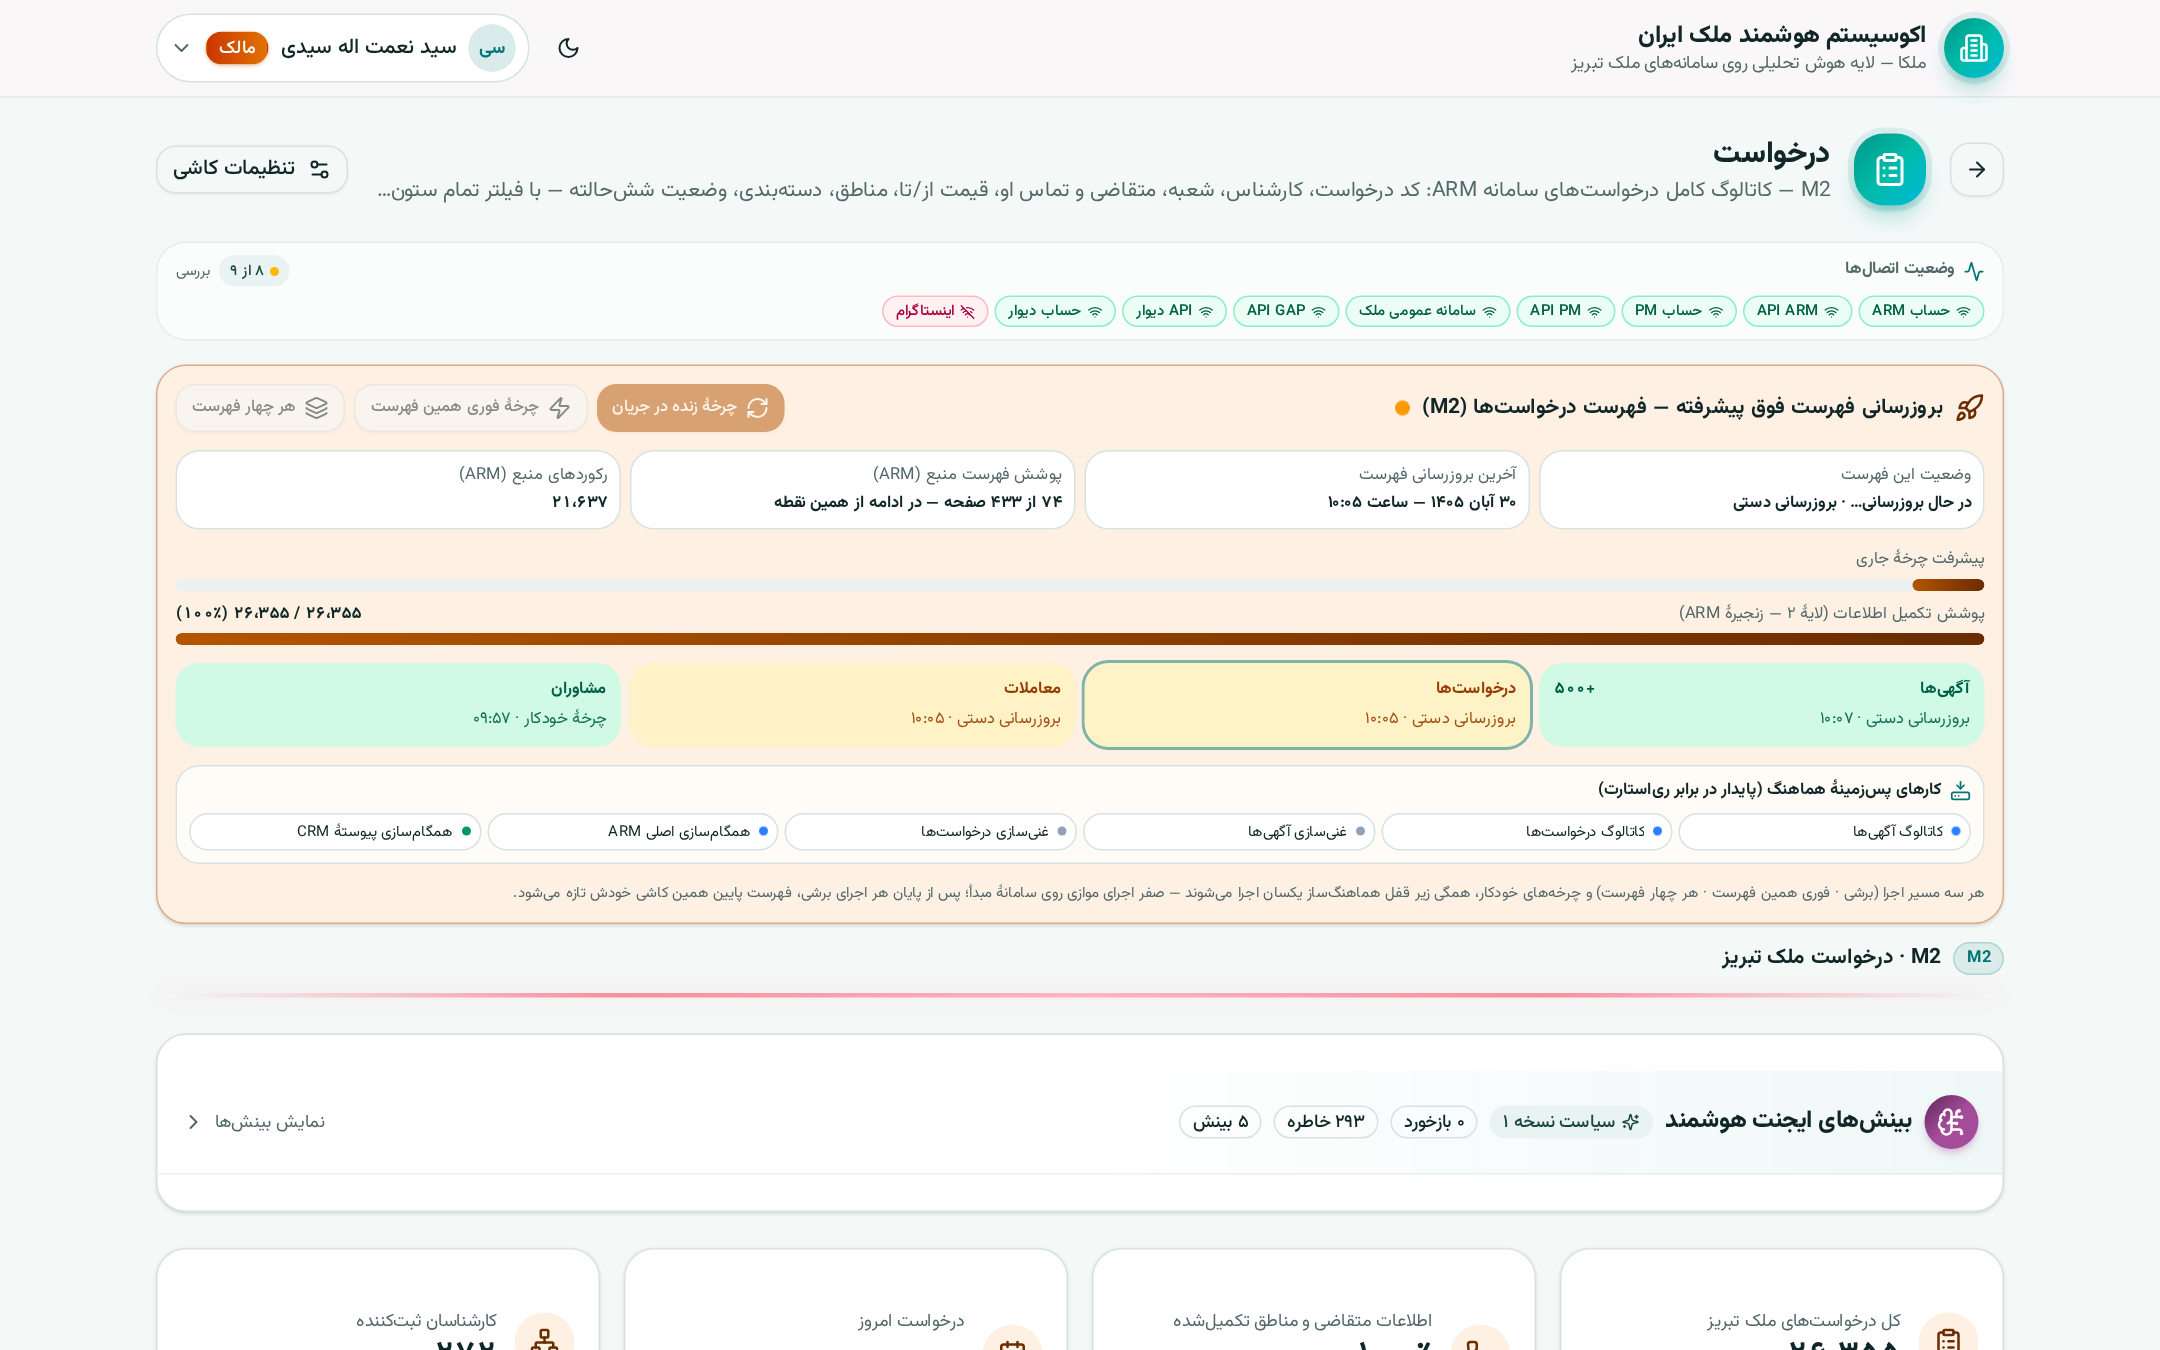 اکوسیستم هوشمند ملک ایران
ملکا — لایه هوش تحلیلی روی سامانه‌های ملک تبریز
سی
سید نعمت اله سیدی
مالک
درخواست
M2 — کاتالوگ کامل درخواست‌های سامانه ARM: کد درخواست، کارشناس، شعبه، متقاضی و تماس او، قیمت از/تا، مناطق، دسته‌بندی، وضعیت شش‌حالته — با فیلتر تمام ستون…
تنظیمات کاشی
وضعیت اتصال‌ها
۸ از ۹
بررسی
حساب ARM
API ARM
حساب PM
API PM
سامانه عمومی ملک
API GAP
API دیوار
حساب دیوار
اینستاگرام
بروزرسانی فهرست فوق پیشرفته — فهرست درخواست‌ها (M2)
چرخهٔ زنده در جریان
چرخهٔ فوری همین فهرست
هر چهار فهرست
وضعیت این فهرست
در حال بروزرسانی… · بروزرسانی دستی
آخرین بروزرسانی فهرست
۳۰ آبان ۱۴۰۵ — ساعت ۱۰:۰۵
پوشش فهرست منبع (ARM)
۷۴ از ۴۳۳ صفحه — در ادامه از همین نقطه
رکوردهای منبع (ARM)
۲۱٬۶۳۷
پیشرفت چرخهٔ جاری
پوشش تکمیل اطلاعات (لایهٔ ۲ — زنجیرهٔ ARM)
۲۶٬۳۵۵ / ۲۶٬۳۵۵ (۱۰۰٪)
آگهی‌ها
+۵۰۰
بروزرسانی دستی · ۱۰:۰۷
درخواست‌ها
بروزرسانی دستی · ۱۰:۰۵
معاملات
بروزرسانی دستی · ۱۰:۰۵
مشاوران
چرخهٔ خودکار · ۰۹:۵۷
کارهای پس‌زمینهٔ هماهنگ (پایدار در برابر ری‌استارت)
کاتالوگ آگهی‌ها
کاتالوگ درخواست‌ها
غنی‌سازی آگهی‌ها
غنی‌سازی درخواست‌ها
همگام‌سازی اصلی ARM
همگام‌سازی پیوستهٔ CRM
هر سه مسیر اجرا (برشی · فوری همین فهرست · هر چهار فهرست) و چرخه‌های خودکار، همگی زیر قفل هماهنگ‌ساز یکسان اجرا می‌شوند — صفر اجرای موازی روی سامانهٔ مبدأ؛ پس از پایان هر اجرای برشی، فهرست پایین همین کاشی خودش تازه می‌شود.
M2
M2 · درخواست ملک تبریز
بینش‌های ایجنت هوشمند
سیاست نسخه ۱
۰ بازخورد
۲۹۳ خاطره
۵ بینش
نمایش بینش‌ها
کل درخواست‌های ملک تبریز
۲۶٬۳۵۵
اطلاعات متقاضی و مناطق تکمیل‌شده
۱۰۰٪
درخواست امروز
کارشناسان ثبت‌کننده
۲۷۲